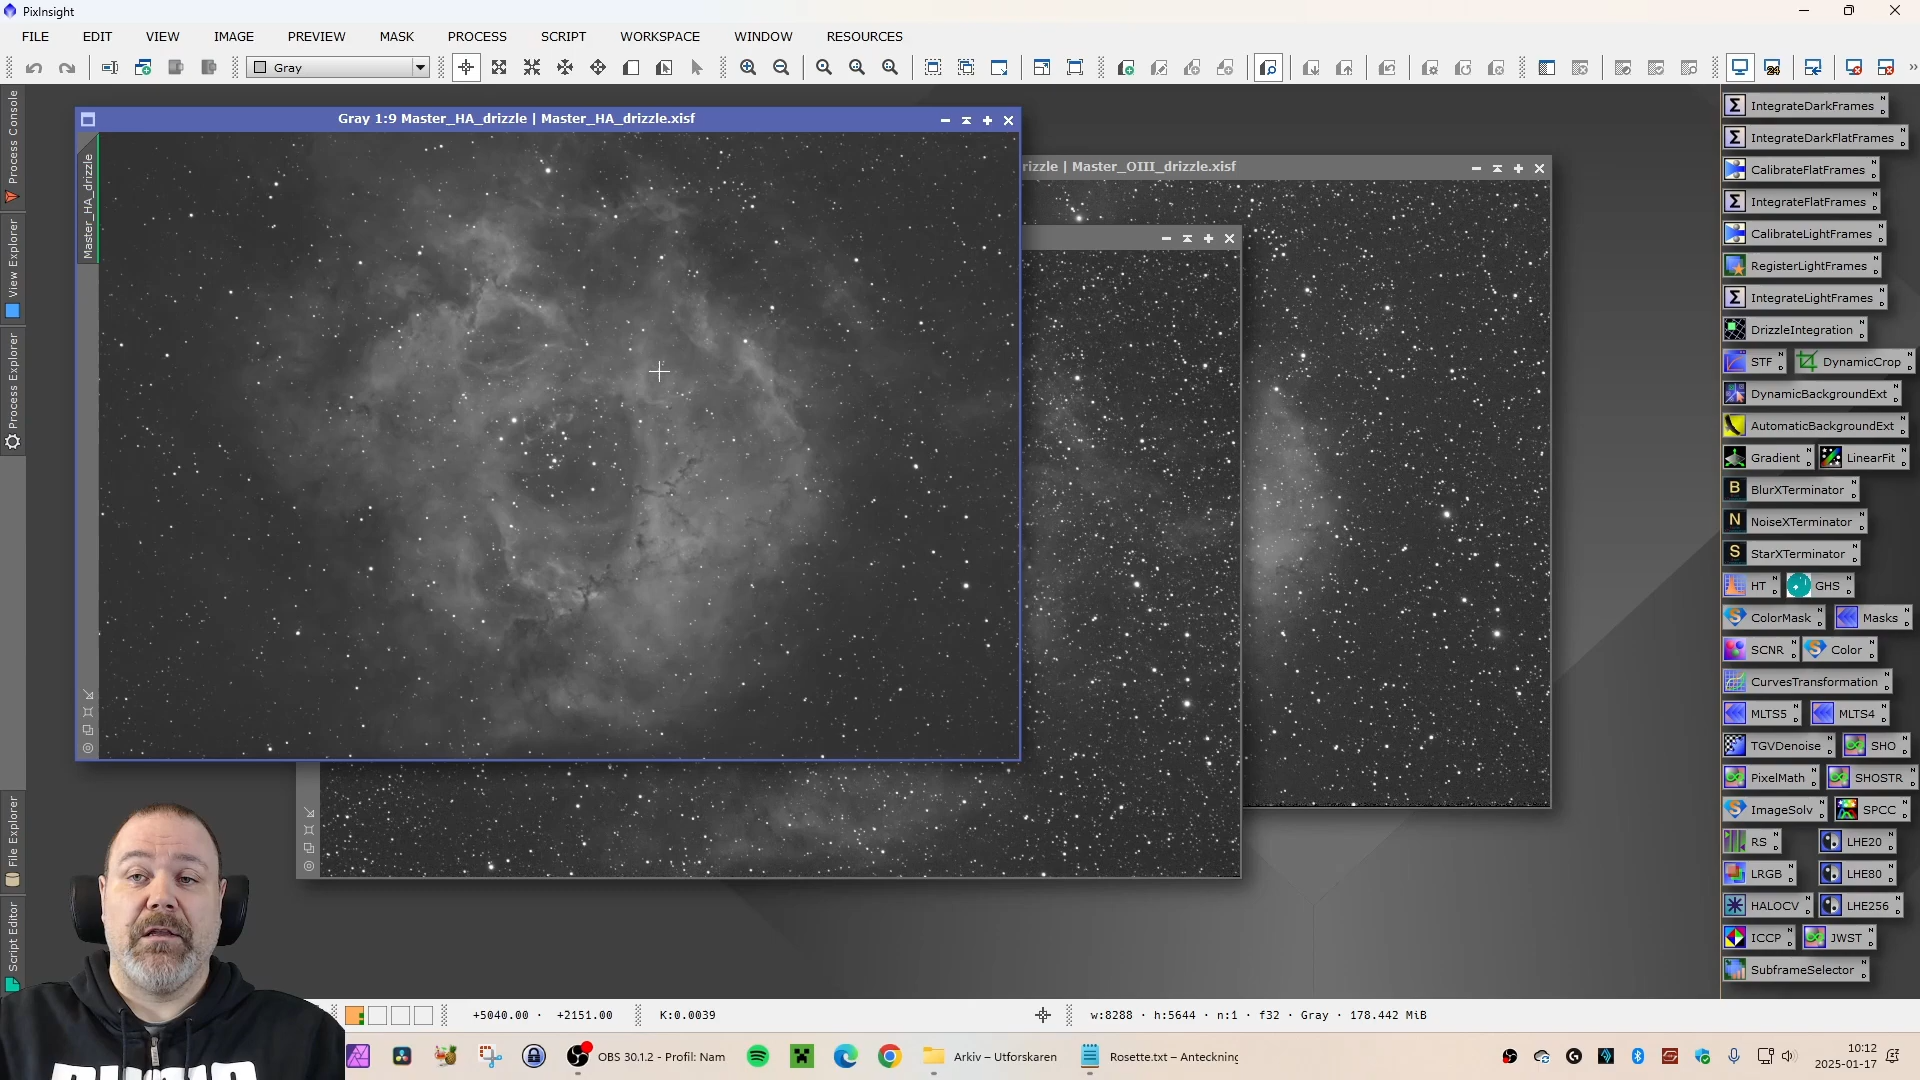 PixInsight
FILE EDIT VIEW IMAGE PREVIEW MASK PROCESS SCRIPT WORKSPACE WINDOW RESOURCES
Gray
24
Process Console
View Explorer
Process Explorer
File Explorer
Script Editor
Gray 1:9 Master_HA_drizzle | Master_HA_drizzle.xisf
Master_HA_drizzle
rizzle | Master_OIII_drizzle.xisf
IntegrateDarkFrames
IntegrateDarkFlatFrames
CalibrateFlatFrames
IntegrateFlatFrames
CalibrateLightFrames
RegisterLightFrames
IntegrateLightFrames
DrizzleIntegration
STF DynamicCrop
DynamicBackgroundExt
AutomaticBackgroundExt
Gradient LinearFit
B BlurXTerminator
N NoiseXTerminator
S StarXTerminator
HT GHS
ColorMask Masks
SCNR Color
CurvesTransformation
MLTS5 MLTS4
TGVDenoise SHO
PixelMath SHOSTR
ImageSolv SPCC
RS LHE20
LRGB LHE80
HALOCV LHE256
ICCP JWST
SubframeSelector
+5040.00 · +2151.00 K:0.0039 w:8288 · h:5644 · n:1 · f32 · Gray · 178.442 MiB
OBS 30.1.2 - Profil: Nam
Arkiv – Utforskaren
Rosette.txt – Anteckning
10:12
2025-01-17